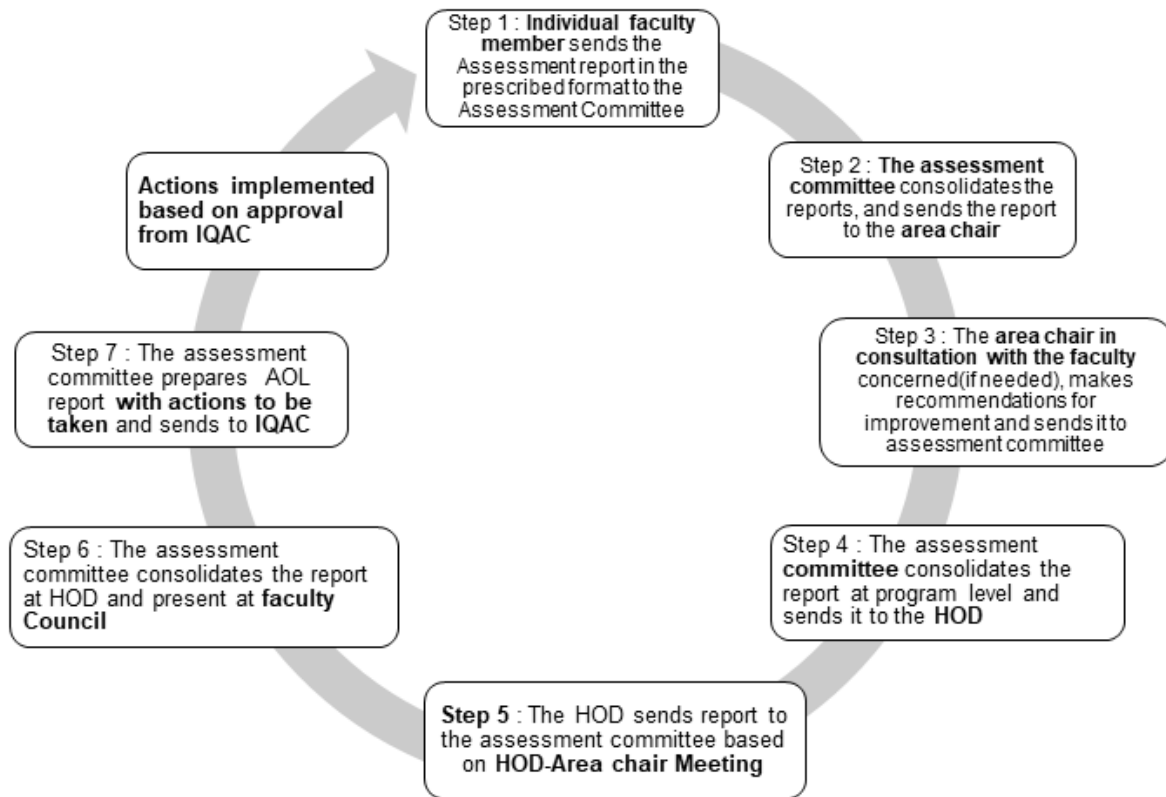 Step 1 : Individual faculty
member sends the
Assessment report in the
prescribed format to the
Assessment Committee
Step 2 : The assessment
committee consolidates the
reports, and sends the report
to the area chair
Step 3 : The area chair in
consultation with the faculty
concerned(if needed), makes
recommendations for
improvement and sends it to
assessment committee
Step 4 : The assessment
committee consolidates the
report at program level and
sends it to the HOD
Step 5 : The HOD sends report to
the assessment committee based
on HOD-Area chair Meeting
Step 6 : The assessment
committee consolidates the report
at HOD and present at faculty
Council
Step 7 : The assessment
committee prepares AOL
report with actions to be
taken and sends to IQAC
Actions implemented
based on approval
from IQAC